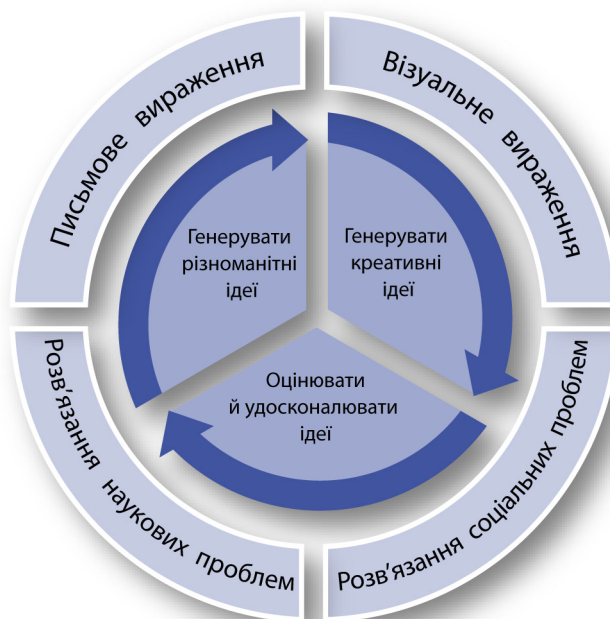 Письмове вираження
Візуальне вираження
Генерувати
різноманітні
ідеї
Генерувати
креативні
ідеї
Оцінювати
й удосконалювати
ідеї
Розв'язання наукових проблем
Розв'язання соціальних проблем